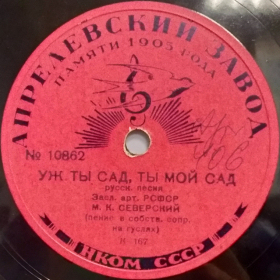 АПРЕЛЕВСКИЙ ЗАВОД
ПАМЯТИ 1905 ГОДА
№ 10862
УЖ ТЫ САД, ТЫ МОЙ САД
русск. песня
Засл. арт. РСФСР
М. К. СЕВЕРСКИЙ
(пение в собств. сопр.
на гуслях)
К 167
НКОМ СССР